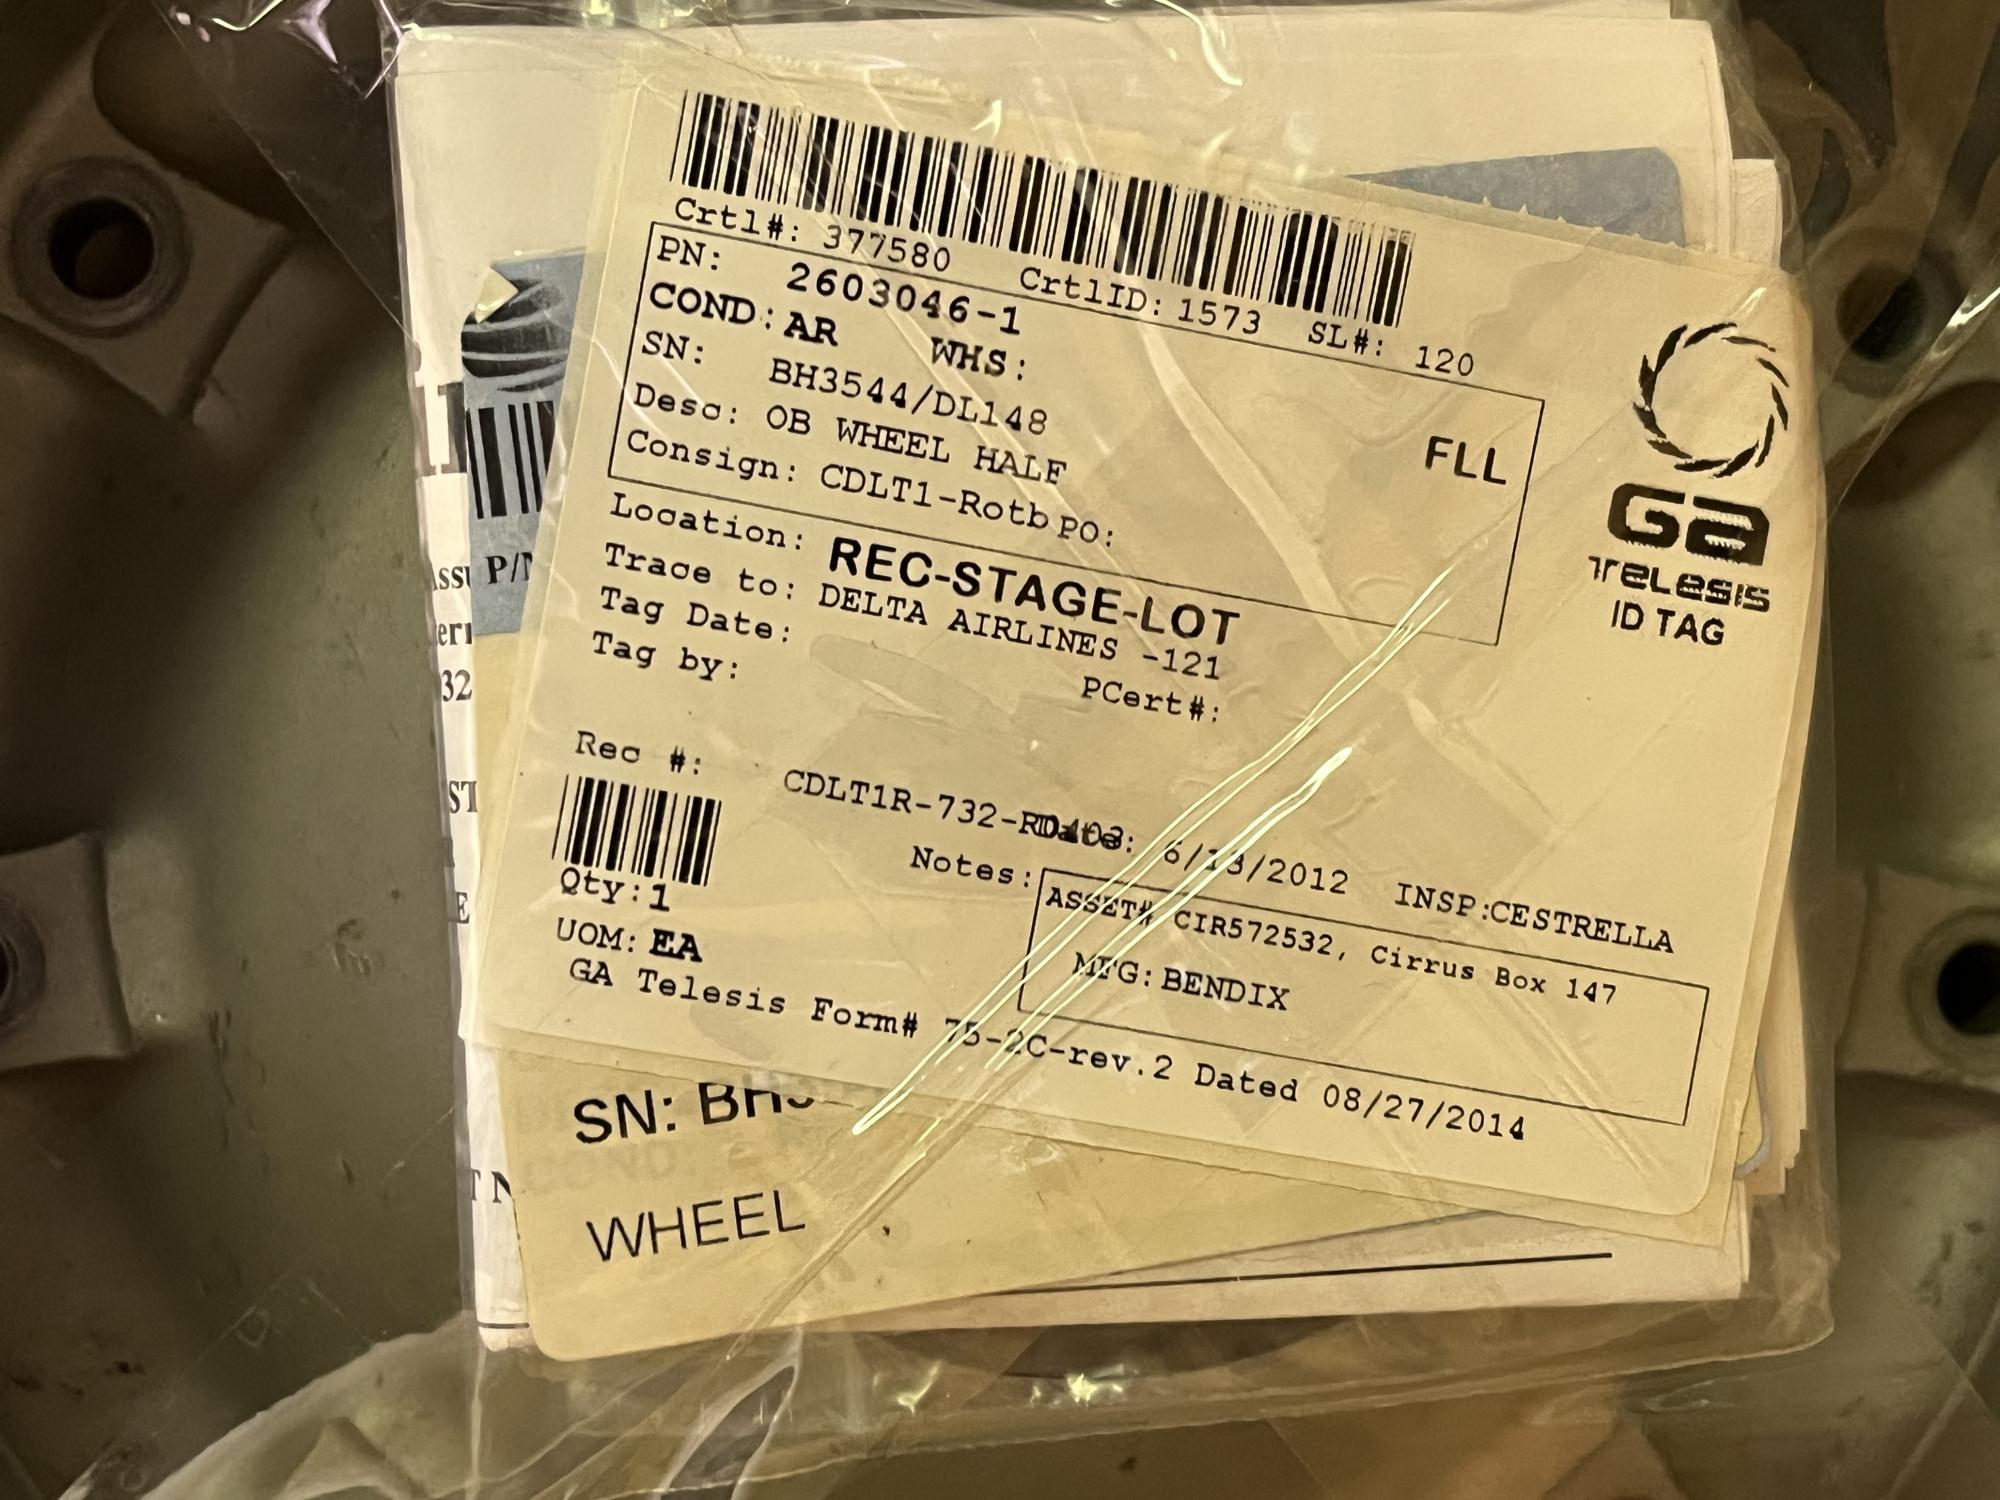 Crtl#: 377580 CrtlID: 1573 SL#: 120
PN: 2603046-1
COND: AR WHS:
SN: BH3544/DL148
Desc: OB WHEEL HALF
FLL
Consign: CDLT1-Rotb PO:
Location: REC-STAGE-LOT
Trace to: DELTA AIRLINES -121
Tag Date:
Tag by: PCert#:
GA
TELESIS
ID TAG
Rec #: CDLT1R-732- 6/13/2012 INSP:CESTRELLA
Notes: ASSET# CIR572532, Cirrus Box 147
MFG: BENDIX
Qty: 1
UOM: EA
GA Telesis Form# 75-2C-rev.2 Dated 08/27/2014
P/N
32
SN:
WHEEL